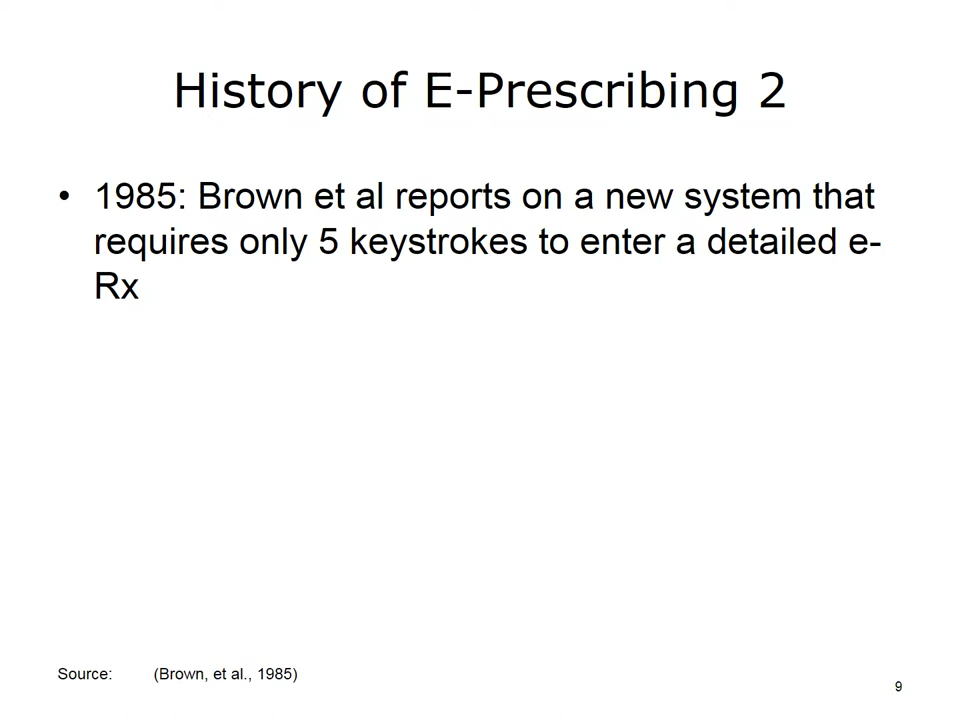 History of E-Prescribing 2
• 1985: Brown et al reports on a new system that
requires only 5 keystrokes to enter a detailed e-
Rx
Source: (Brown, et al., 1985)
9